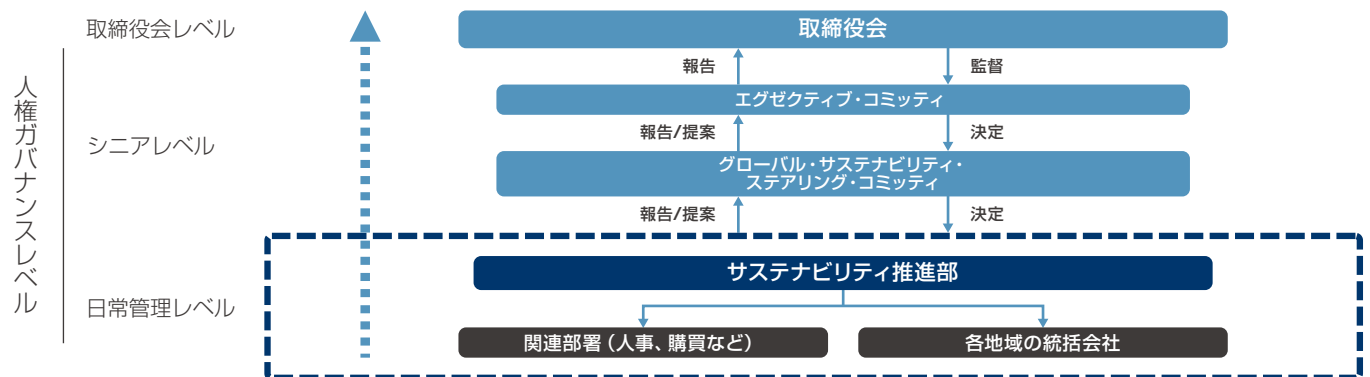 取締役会レベル
取締役会
報告
監督
エグゼクティブ・コミッティ
人権ガバナンスレベル
シニアレベル
報告/提案
決定
グローバル・サステナビリティ・
ステアリング・コミッティ
報告/提案
決定
サステナビリティ推進部
日常管理レベル
関連部署（人事、購買など）
各地域の統括会社